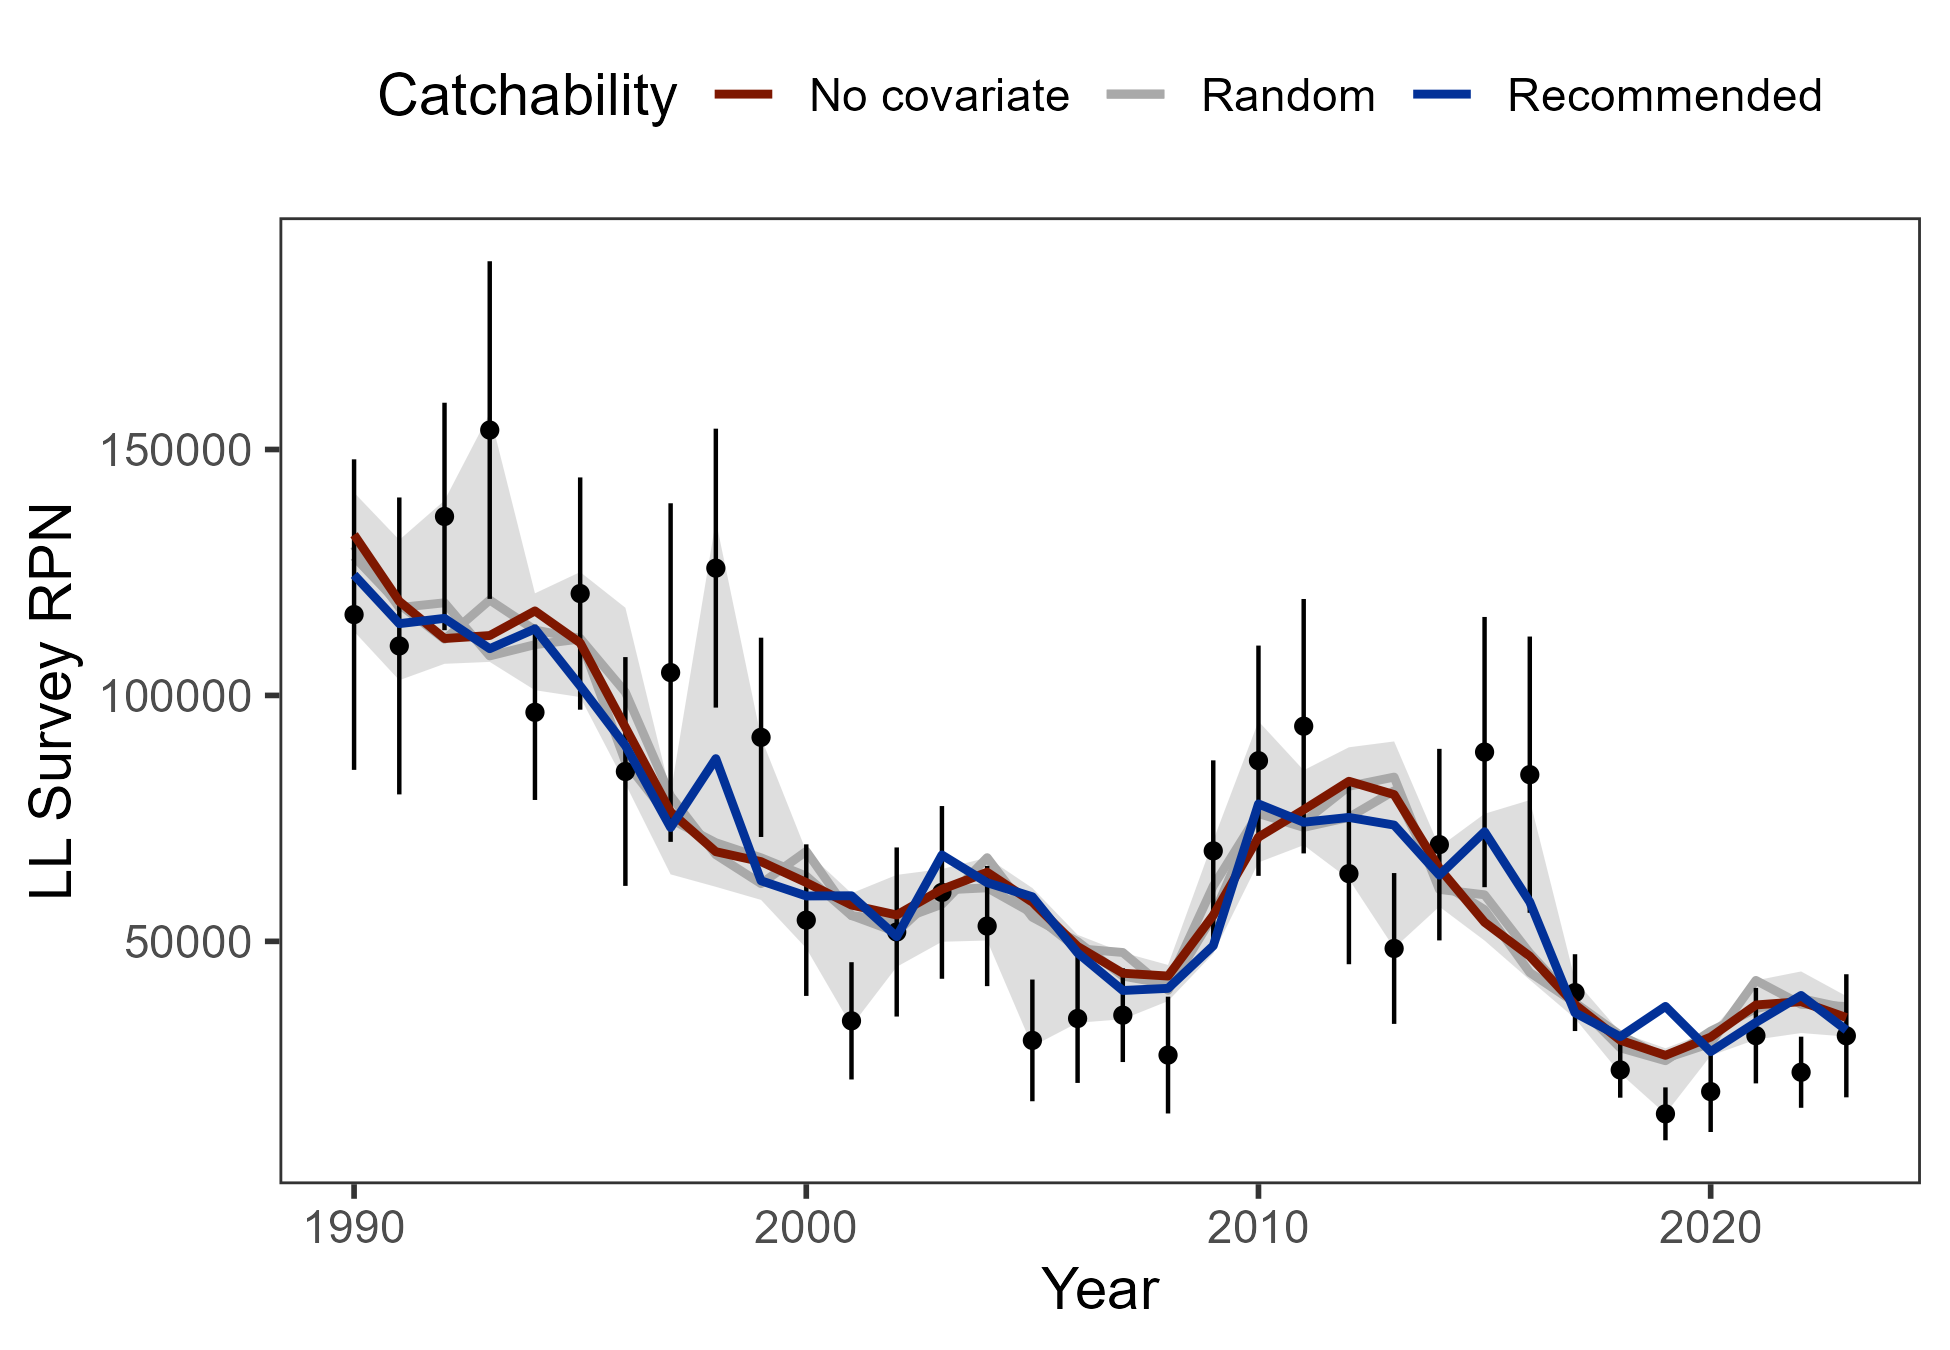 Catchability No covariate Random Recommended
LL Survey RPN
150000
100000
50000
1990 2000 2010 2020
Year